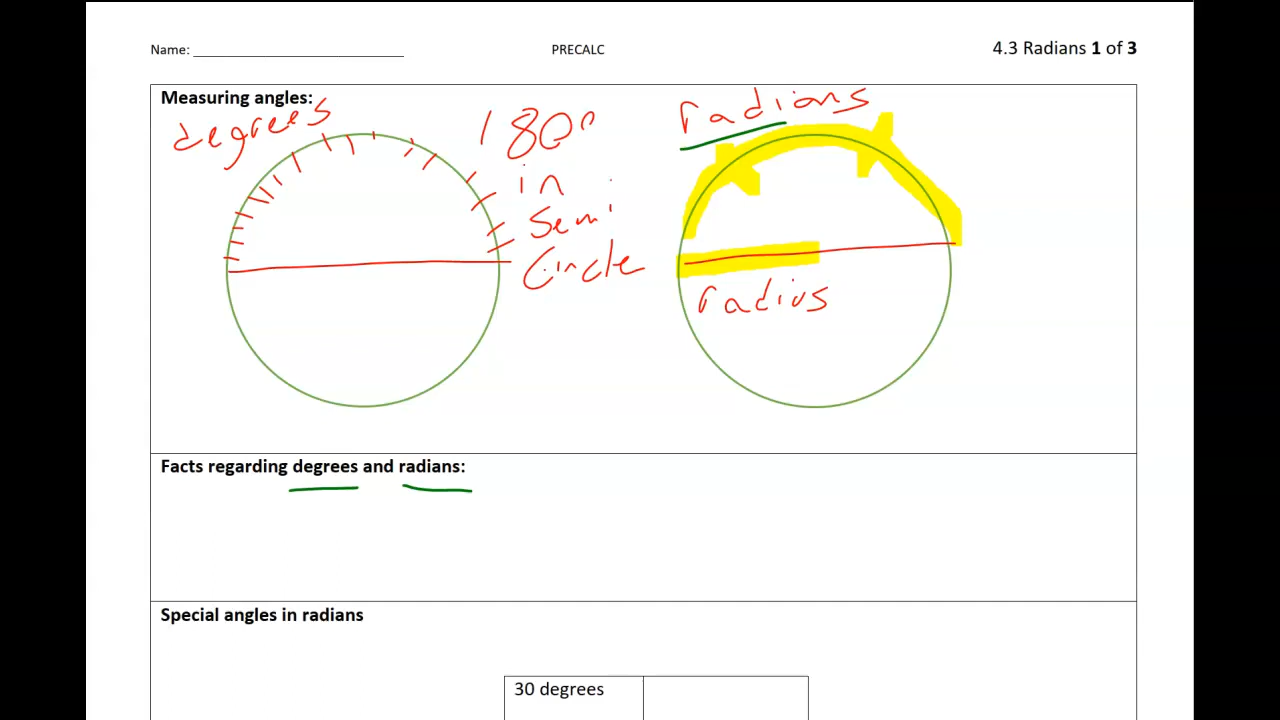 Name: ____________________ PRECALC 4.3 Radians 1 of 3
Measuring angles:
degrees
180°
in
Semi
Circle
radians
radius
Facts regarding degrees and radians:
Special angles in radians
30 degrees